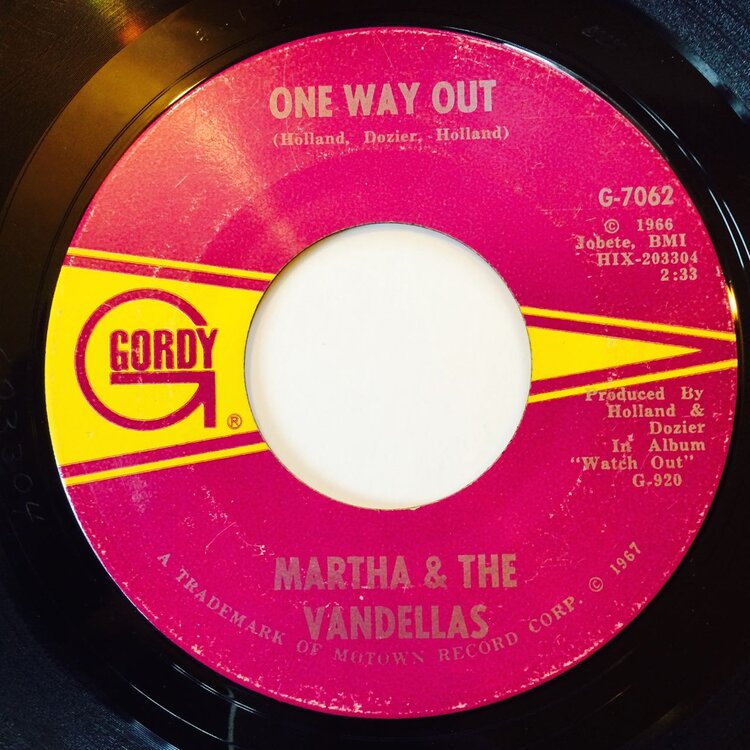 ONE WAY OUT
(Holland, Dozier, Holland)
G-7062
© 1966
Jobete, BMI
HIX-203304
2:33
GORDY
®
Produced By
Holland &
Dozier
In Album
"Watch Out"
G-920
MARTHA & THE
VANDELLAS
A TRADEMARK OF MOTOWN RECORD CORP. © 1967